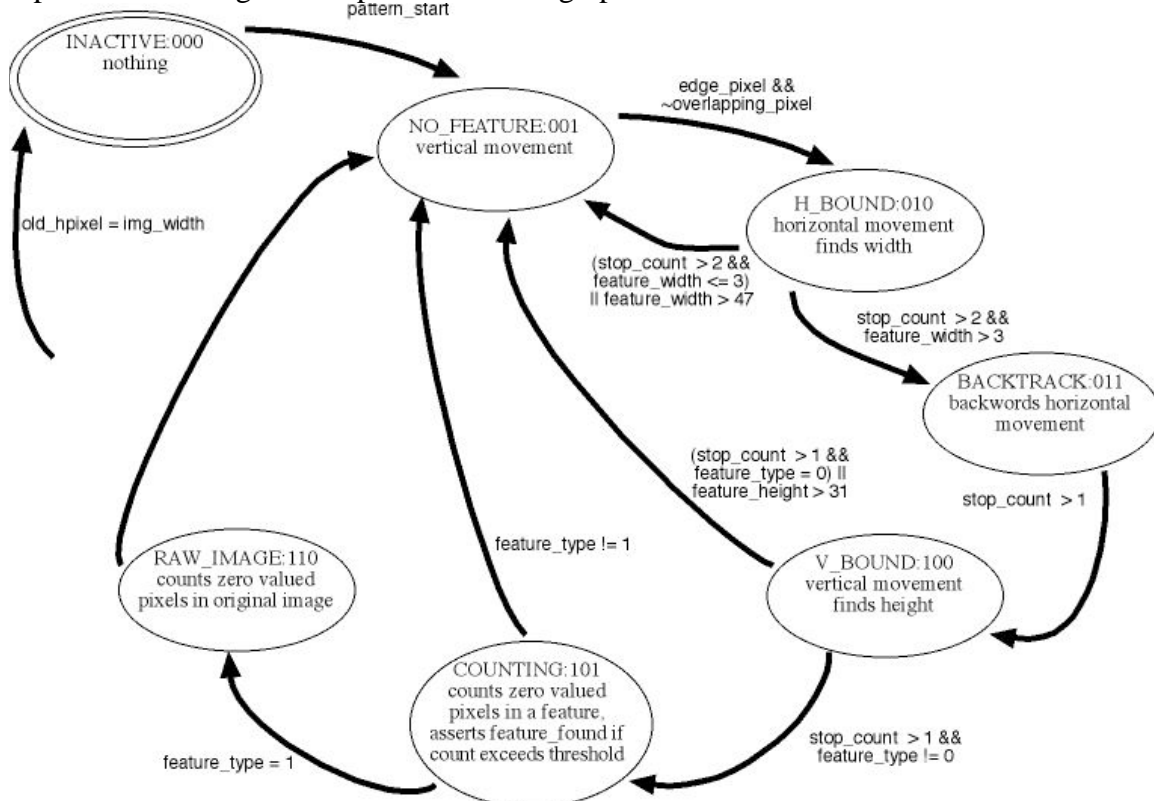 pattern_start
INACTIVE:000
nothing
edge_pixel &&
~overlapping_pixel
NO_FEATURE:001
vertical movement
H_BOUND:010
horizontal movement
finds width
old_hpixel = img_width
(stop_count > 2 &&
feature_width <= 3)
|| feature_width > 47
stop_count > 2 &&
feature_width > 3
BACKTRACK:011
backwords horizontal
movement
(stop_count > 1 &&
feature_type = 0) ||
feature_height > 31
stop_count > 1
feature_type != 1
RAW_IMAGE:110
counts zero valued
pixels in original image
V_BOUND:100
vertical movement
finds height
COUNTING:101
counts zero valued
pixels in a feature,
asserts feature_found if
count exceeds threshold
stop_count > 1 &&
feature_type != 0
feature_type = 1